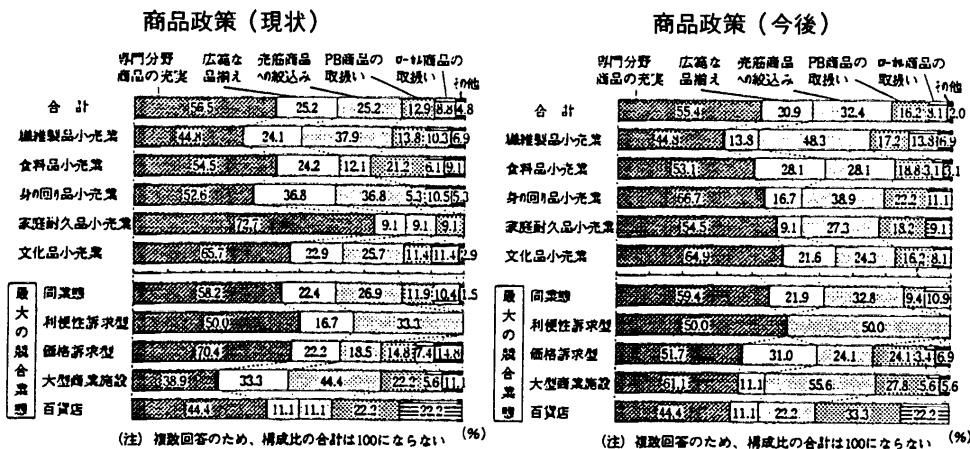 商品政策（現状）
専門分野 広範な 売筋商品 PB商品の ローカル商品の
商品の充実 品揃え への絞込み 取扱い 取扱い その他
合計 56.5 25.2 25.2 12.9 8.8 4.8
繊維製品小売業 44.8 24.1 37.9 13.8 10.3 6.9
食料品小売業 54.5 24.2 12.1 21.2 6.1 9.1
身の回り品小売業 52.6 36.8 36.8 5.3 10.5 5.3
家庭耐久品小売業 72.7 9.1 9.1 9.1
文化品小売業 65.7 22.9 25.7 11.4 11.4 2.9
最大の競合業態
同業態 58.2 22.4 26.9 11.9 10.4 1.5
利便性訴求型 50.0 16.7 33.3
価格訴求型 70.4 22.2 18.5 14.8 7.4 14.8
大型商業施設 38.9 33.3 44.4 22.2 5.6 11.1
百貨店 44.4 11.1 11.1 22.2 22.2
（注）複数回答のため、構成比の合計は100にならない (%)
商品政策（今後）
専門分野 広範な 売筋商品 PB商品の ローカル商品の
商品の充実 品揃え への絞込み 取扱い 取扱い その他
合計 55.4 30.9 32.4 16.2 8.1 2.0
繊維製品小売業 44.8 13.8 48.3 17.2 13.8 6.9
食料品小売業 53.1 28.1 28.1 18.8 3.1 3.1
身の回り品小売業 66.7 16.7 38.9 22.2 11.1
家庭耐久品小売業 54.5 9.1 27.3 18.2 9.1
文化品小売業 64.9 21.6 24.3 16.2 8.1
最大の競合業態
同業態 59.4 21.9 32.8 9.4 10.9
利便性訴求型 50.0 50.0
価格訴求型 51.7 31.0 24.1 24.1 3.4 6.9
大型商業施設 61.1 11.1 55.6 27.8 5.6 5.6
百貨店 44.4 11.1 22.2 33.3 22.2
（注）複数回答のため、構成比の合計は100にならない (%)